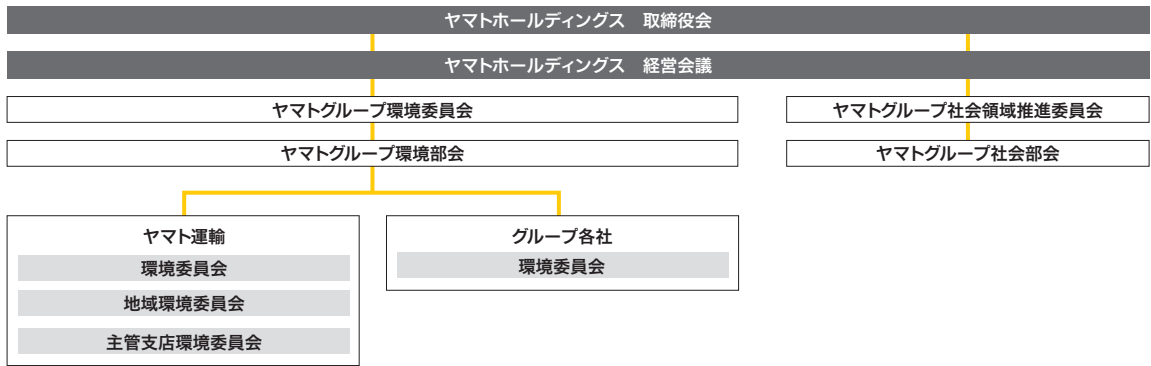 ヤマトホールディングス　取締役会
ヤマトホールディングス　経営会議
ヤマトグループ環境委員会
ヤマトグループ社会領域推進委員会
ヤマトグループ環境部会
ヤマトグループ社会部会
ヤマト運輸
環境委員会
地域環境委員会
主管支店環境委員会
グループ各社
環境委員会